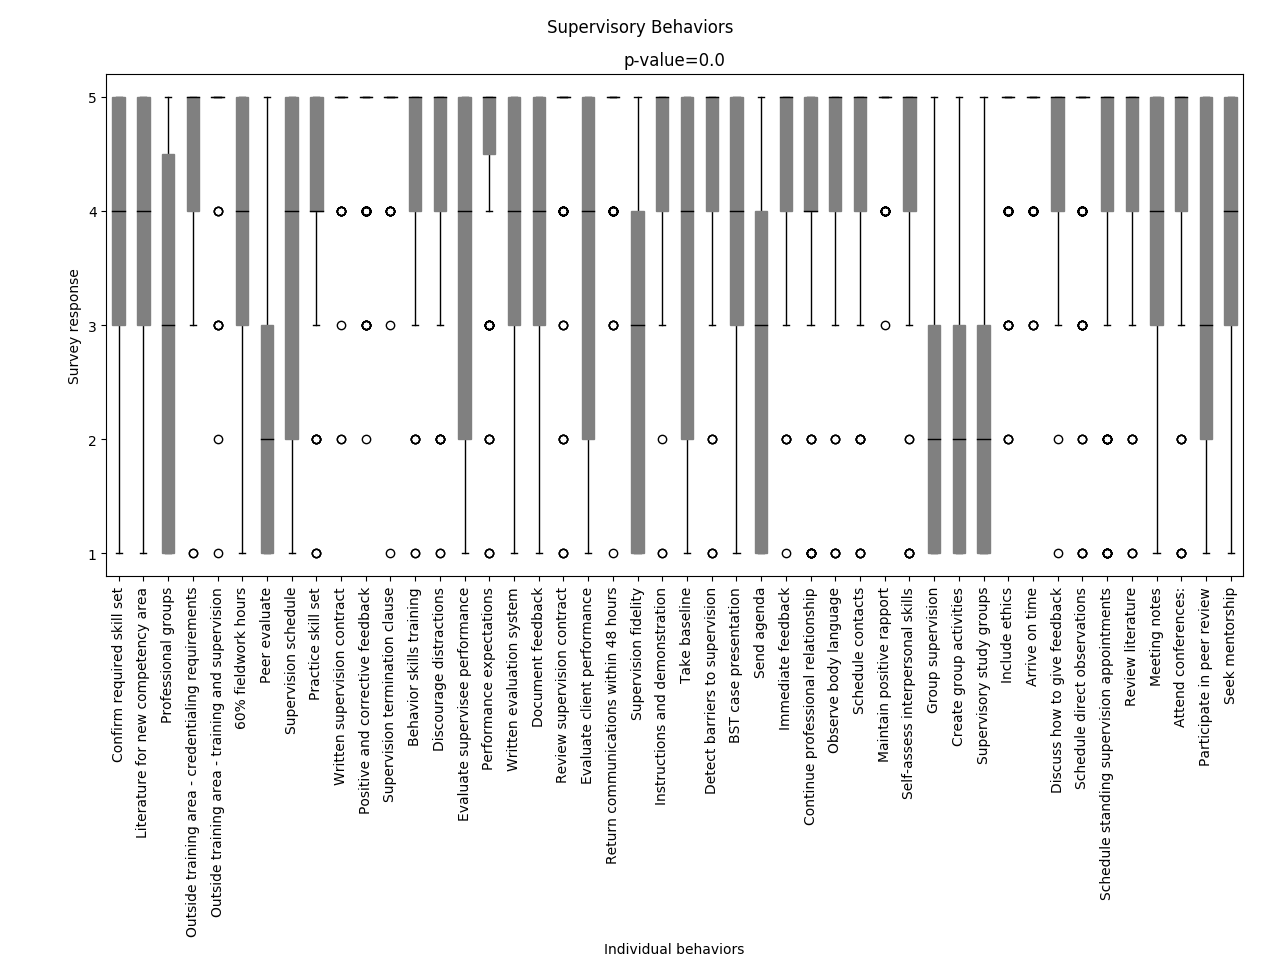 Supervisory Behaviors
p-value=0.0
5
4
3
2
1
Survey response
Confirm required skill set
Literature for new competency area
Professional groups
Outside training area - credentialing requirements
Outside training area - training and supervision
60% fieldwork hours
Peer evaluate
Supervision schedule
Practice skill set
Written supervision contract
Positive and corrective feedback
Supervision termination clause
Behavior skills training
Discourage distractions
Evaluate supervisee performance
Performance expectations
Written evaluation system
Document feedback
Review supervision contract
Evaluate client performance
Return communications within 48 hours
Supervision fidelity
Instructions and demonstration
Take baseline
Detect barriers to supervision
BST case presentation
Send agenda
Immediate feedback
Continue professional relationship
Observe body language
Schedule contacts
Maintain positive rapport
Self-assess interpersonal skills
Group supervision
Create group activities
Supervisory study groups
Include ethics
Arrive on time
Discuss how to give feedback
Schedule direct observations
Schedule standing supervision appointments
Review literature
Meeting notes
Attend conferences:
Participate in peer review
Seek mentorship
Individual behaviors